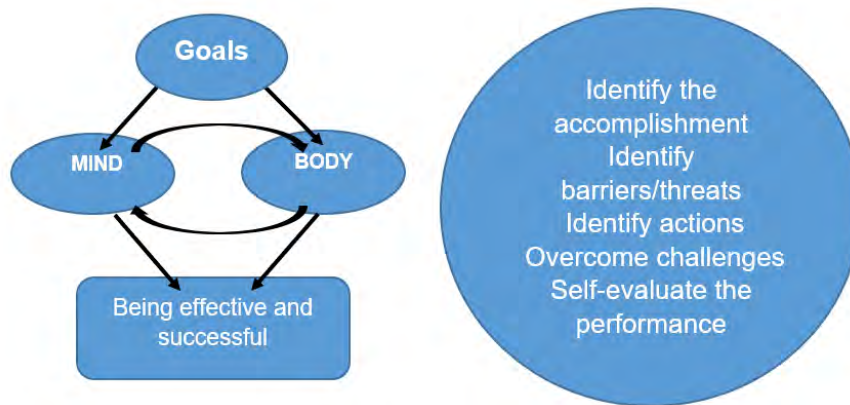 Goals
MIND
BODY
Being effective and
successful
Identify the
accomplishment
Identify
barriers/threats
Identify actions
Overcome challenges
Self-evaluate the
performance